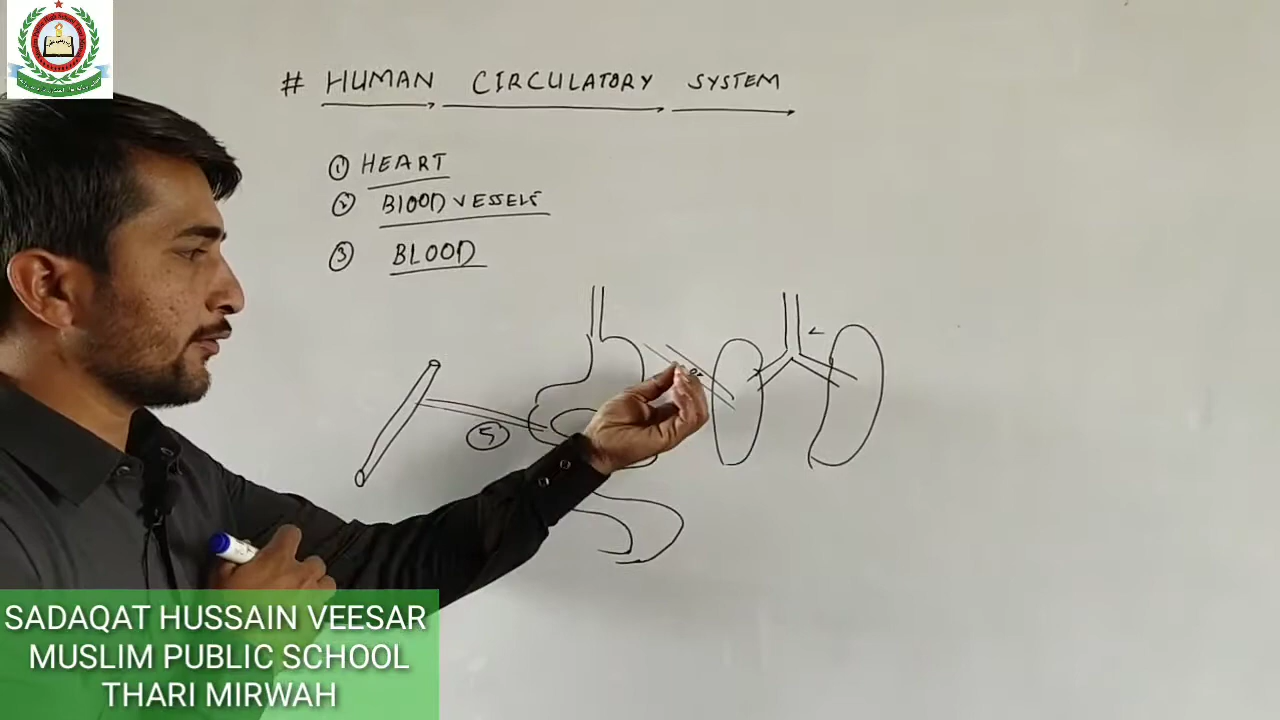 # HUMAN CIRCULATORY SYSTEM
① HEART
② BLOOD VESSELS
③ BLOOD
5
SADAQAT HUSSAIN VEESAR
MUSLIM PUBLIC SCHOOL
THARI MIRWAH